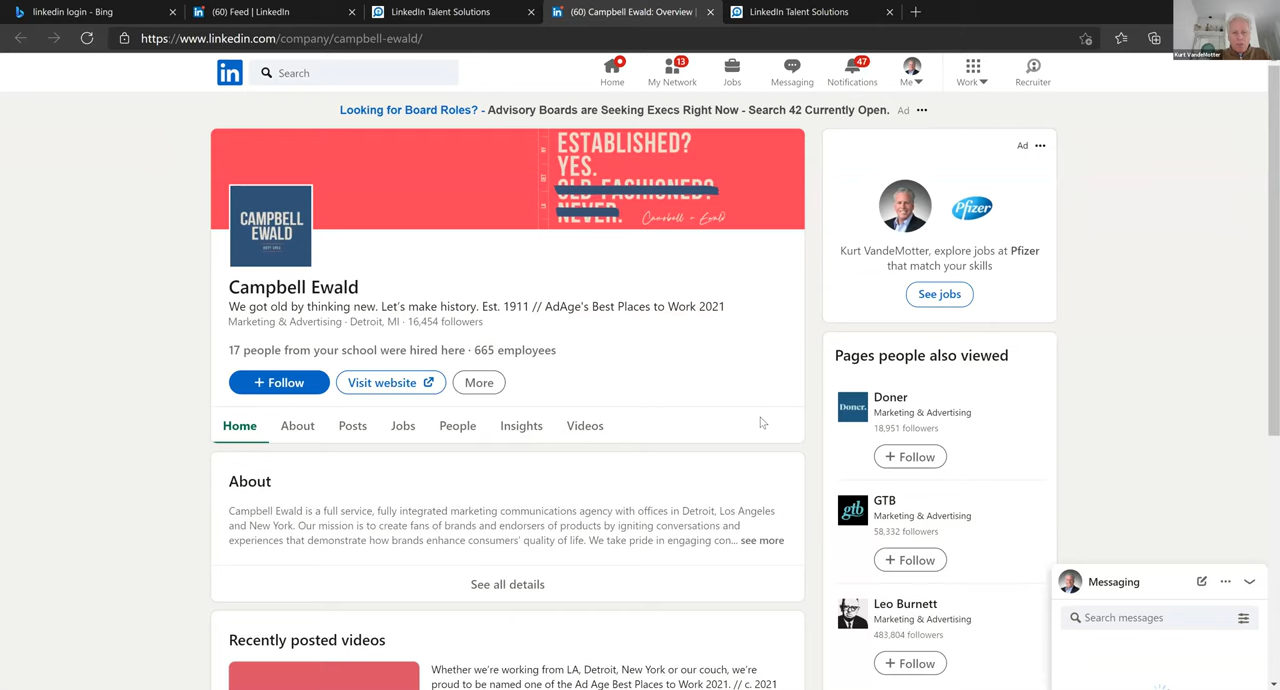 linkedin login - Bing
(60) Feed | LinkedIn
LinkedIn Talent Solutions
(60) Campbell Ewald: Overview |
LinkedIn Talent Solutions
https://www.linkedin.com/company/campbell-ewald/
Kurt VandeMotter
in
Search
13
47
Home
My Network
Jobs
Messaging
Notifications
Me
Work
Recruiter
Looking for Board Roles? - Advisory Boards are Seeking Execs Right Now - Search 42 Currently Open. Ad
ESTABLISHED?
YES.
OLD FASHIONED?
NEVER.
Campbell Ewald
CAMPBELL
EWALD
Campbell Ewald
We got old by thinking new. Let's make history. Est. 1911 // AdAge's Best Places to Work 2021
Marketing & Advertising · Detroit, MI · 16,454 followers
17 people from your school were hired here · 665 employees
+ Follow
Visit website
More
Home
About
Posts
Jobs
People
Insights
Videos
About
Campbell Ewald is a full service, fully integrated marketing communications agency with offices in Detroit, Los Angeles
and New York. Our mission is to create fans of brands and endorsers of products by igniting conversations and
experiences that demonstrate how brands enhance consumers' quality of life. We take pride in engaging con... see more
See all details
Recently posted videos
Whether we're working from LA, Detroit, New York or our couch, we're
proud to be named one of the Ad Age Best Places to Work 2021. // c. 2021
Ad
Pfizer
Kurt VandeMotter, explore jobs at Pfizer
that match your skills
See jobs
Pages people also viewed
Doner.
Doner
Marketing & Advertising
18,951 followers
+ Follow
gtb
GTB
Marketing & Advertising
58,332 followers
+ Follow
Leo Burnett
Marketing & Advertising
483,804 followers
+ Follow
Messaging
Search messages